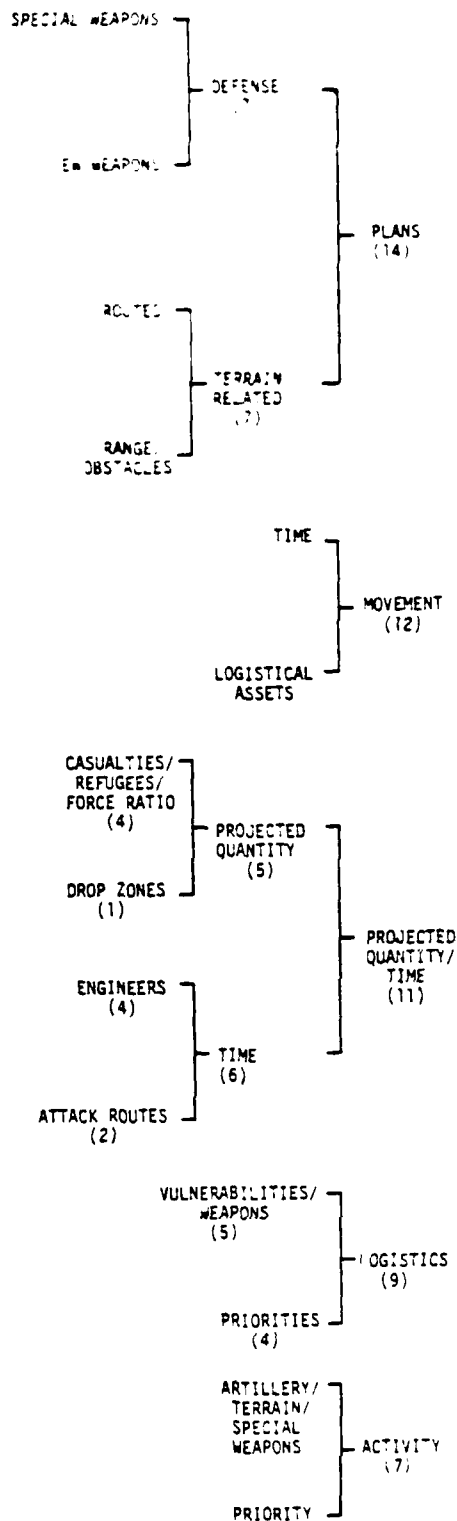 SPECIAL WEAPONS
DEFENSE
7
EW WEAPONS
PLANS
(14)
ROUTES
TERRAIN
RELATED
(7)
RANGE/
OBSTACLES
TIME
MOVEMENT
(12)
LOGISTICAL
ASSETS
CASUALTIES/
REFUGEES/
FORCE RATIO
(4)
PROJECTED
QUANTITY
(5)
DROP ZONES
(1)
PROJECTED
QUANTITY/
TIME
(11)
ENGINEERS
(4)
TIME
(6)
ATTACK ROUTES
(2)
VULNERABILITIES/
WEAPONS
(5)
LOGISTICS
(9)
PRIORITIES
(4)
ARTILLERY/
TERRAIN/
SPECIAL
WEAPONS
ACTIVITY
(7)
PRIORITY